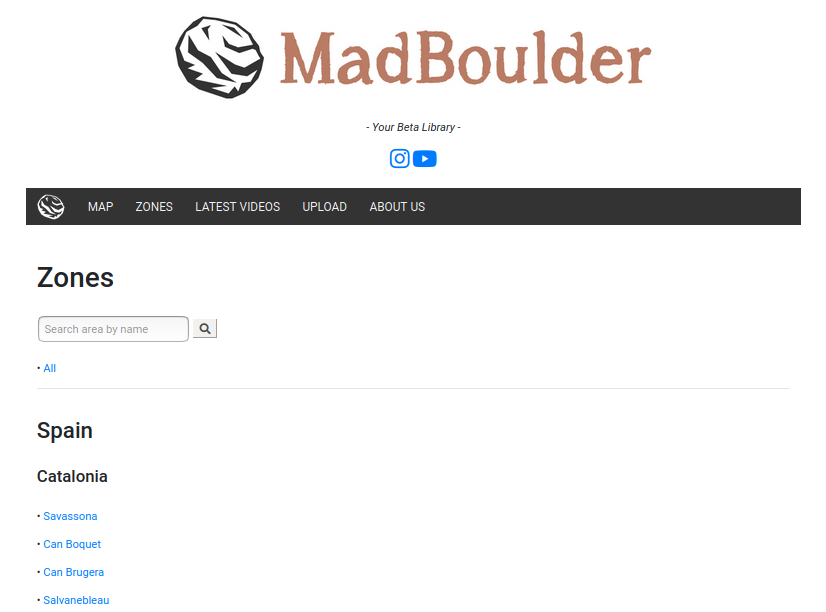 MadBoulder
- Your Beta Library -
MAP ZONES LATEST VIDEOS UPLOAD ABOUT US
Zones
Search area by name
• All
Spain
Catalonia
• Savassona
• Can Boquet
• Can Brugera
• Salvanebleau